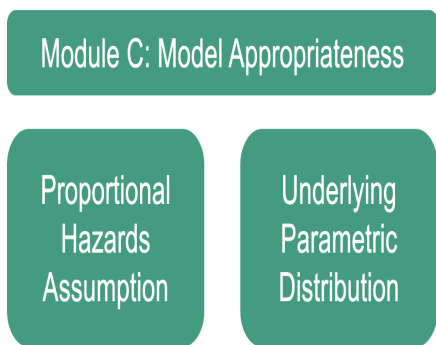 Module C: Model Appropriateness
Proportional
Hazards
Assumption
Underlying
Parametric
Distribution